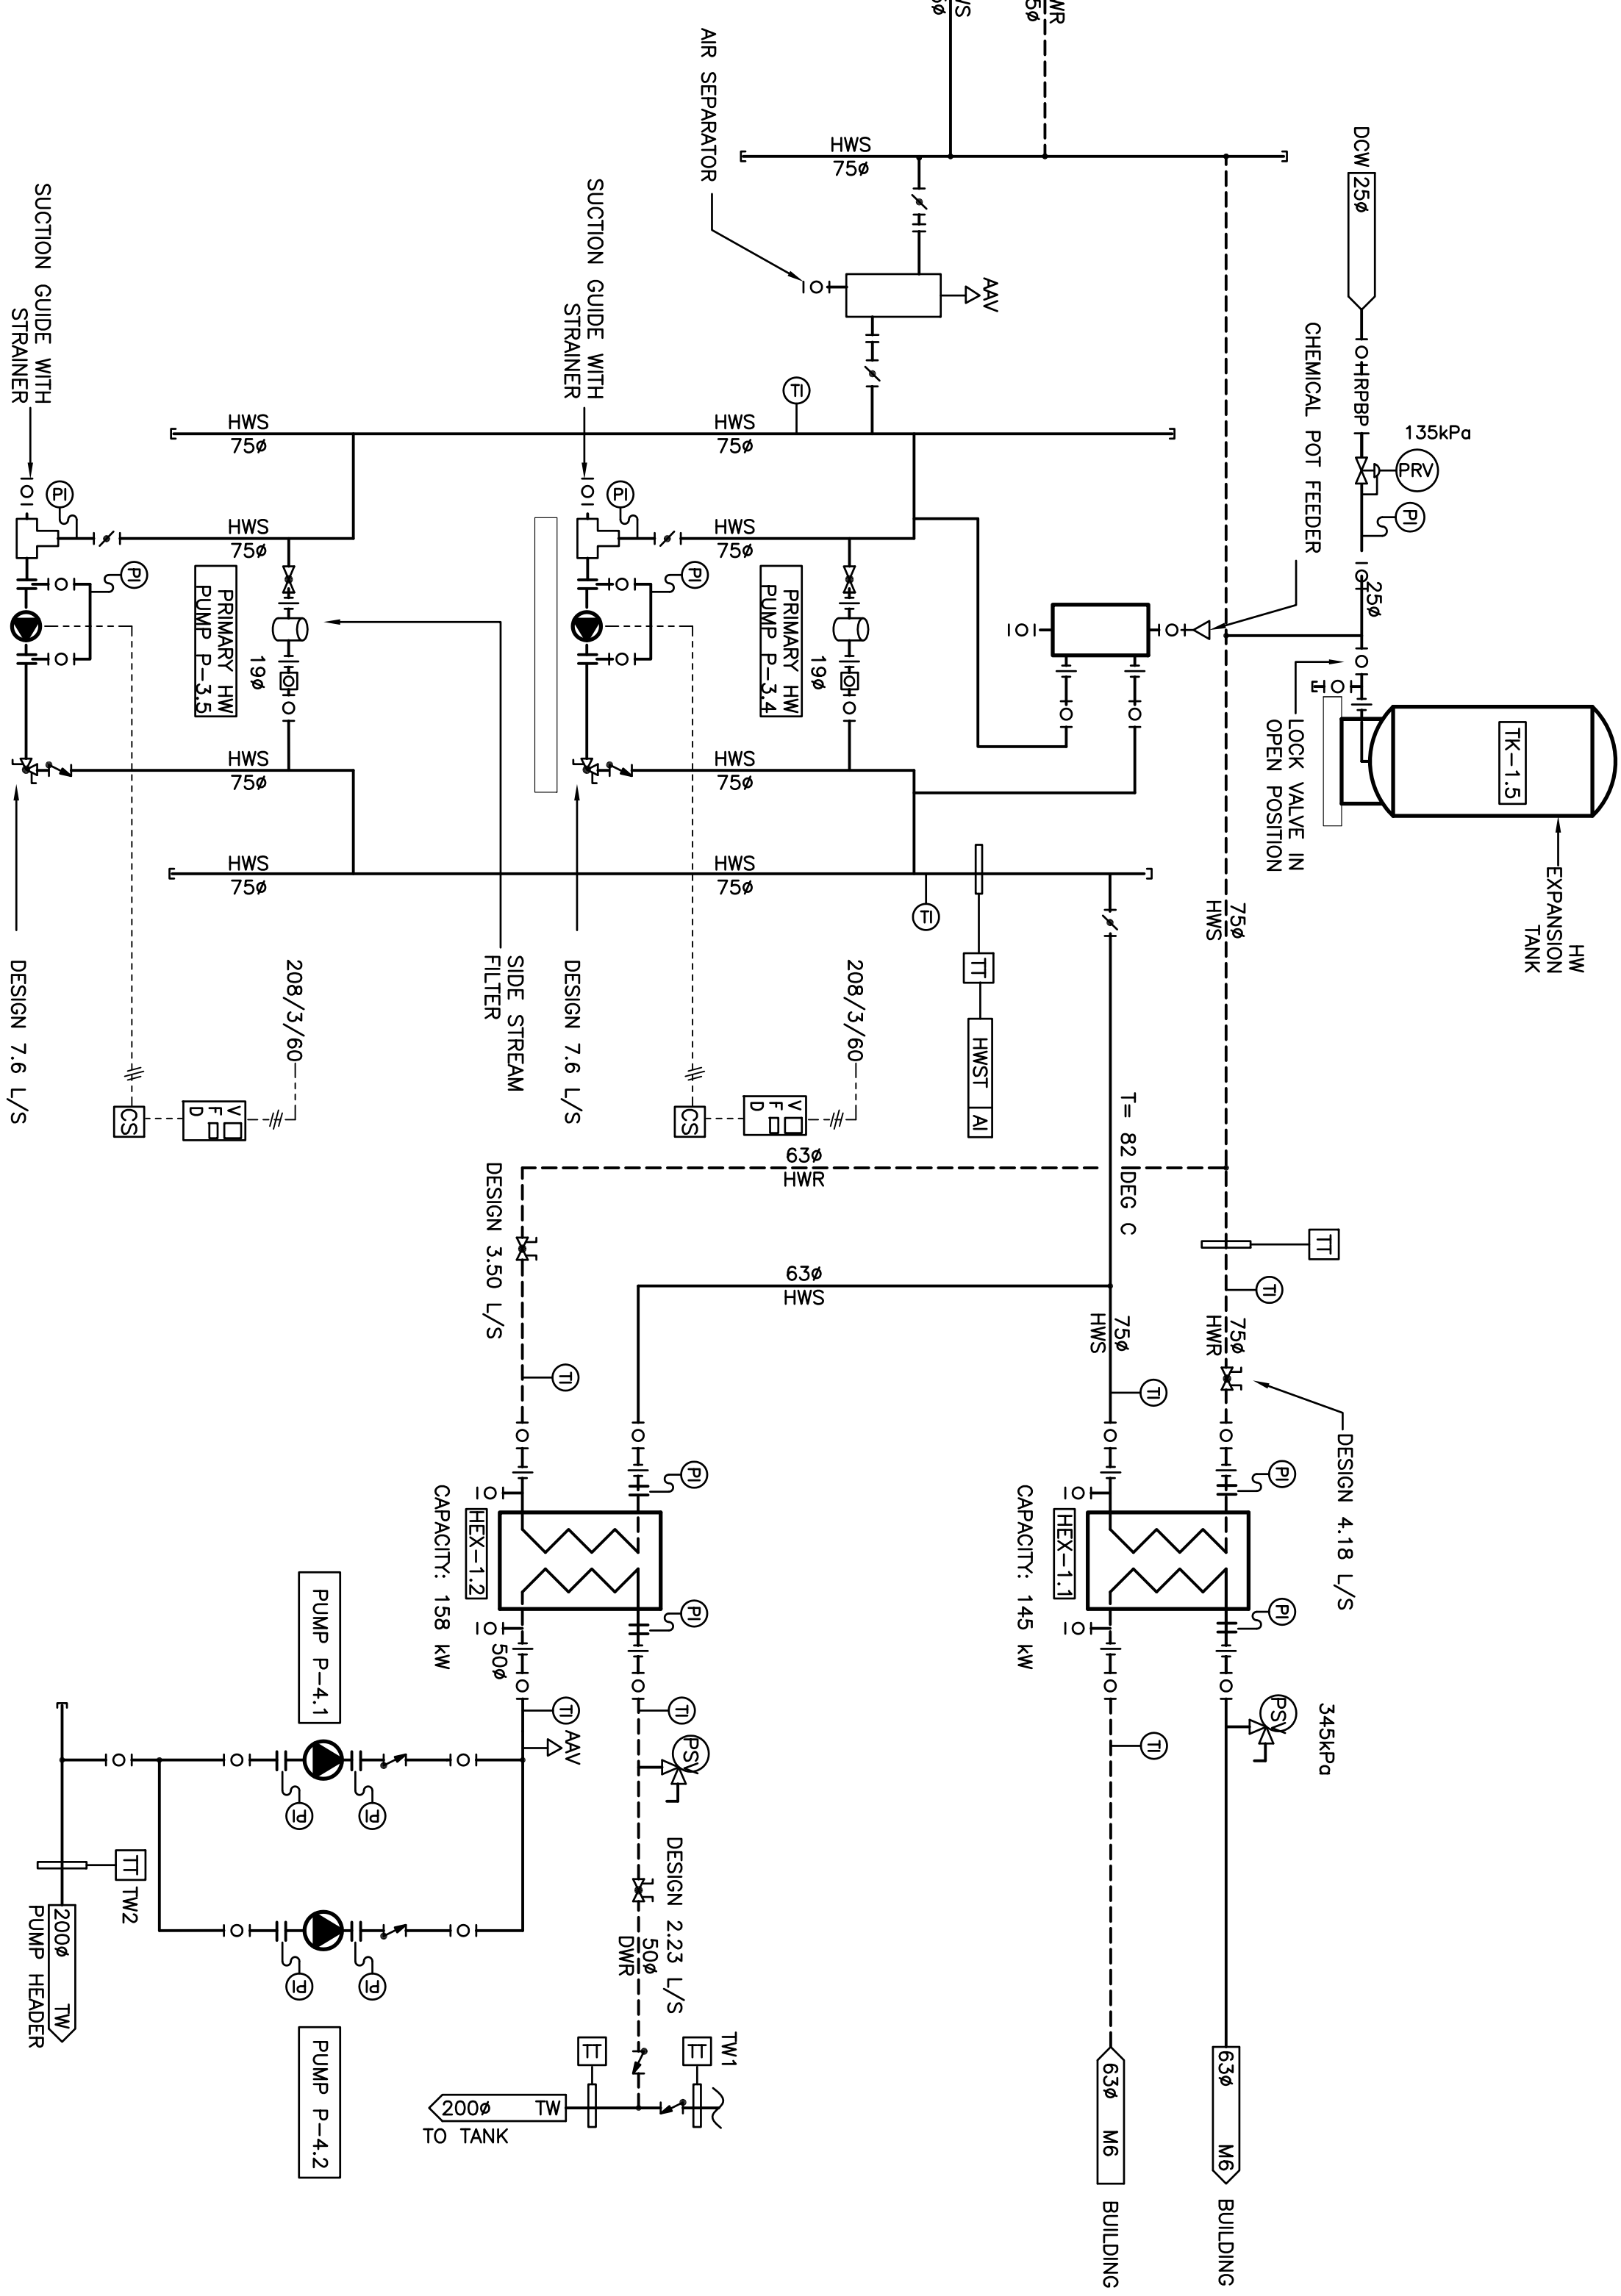 WS
5ø
WR
5ø
AIR SEPARATOR
HWS
75ø
AAV
DCW
25ø
RPBP
135kPa
PRV
PI
25ø
CHEMICAL POT FEEDER
LOCK VALVE IN
OPEN POSITION
TK-1.5
HW
EXPANSION
TANK
75ø
HWS
TI
HWS
75ø
HWS
75ø
SUCTION GUIDE WITH
STRAINER
PI
HWS
75ø
PI
PRIMARY HW
PUMP P-3.4
19ø
HWS
75ø
SUCTION GUIDE WITH
STRAINER
PI
HWS
75ø
PI
PRIMARY HW
PUMP P-3.5
19ø
HWS
75ø
HWS
75ø
HWS
75ø
TI
TT
HWST
AI
DESIGN 7.6 L/S
208/3/60
VFD
CS
SIDE STREAM
FILTER
DESIGN 7.6 L/S
208/3/60
VFD
CS
T= 82 DEG C
63ø
HWR
DESIGN 3.50 L/S
TI
63ø
HWS
75ø
HWS
TI
TT
TI
75ø
HWR
DESIGN 4.18 L/S
PI
PI
HEX-1.1
CAPACITY: 145 kW
PSV
345kPa
TI
63ø M6
BUILDING
63ø M6
BUILDING
PI
PI
HEX-1.2
CAPACITY: 158 kW
50ø
TI
AAV
TI
PSV
DESIGN 2.23 L/S
50ø
DWR
PUMP P-4.1
PI
PI
PUMP P-4.2
PI
PI
TT
TW2
200ø TW
PUMP HEADER
TT
TT
TW1
200ø TW
TO TANK